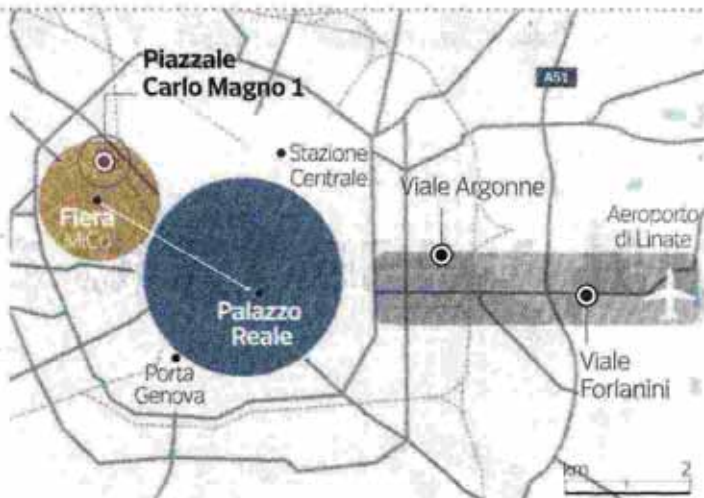 Piazzale
Carlo Magno 1
A51
Stazione
Centrale
Viale Argonne
Fiera
MiCo
Aeroporto
di Linate
Palazzo
Reale
Porta
Genova
Viale
Forlanini
km 2